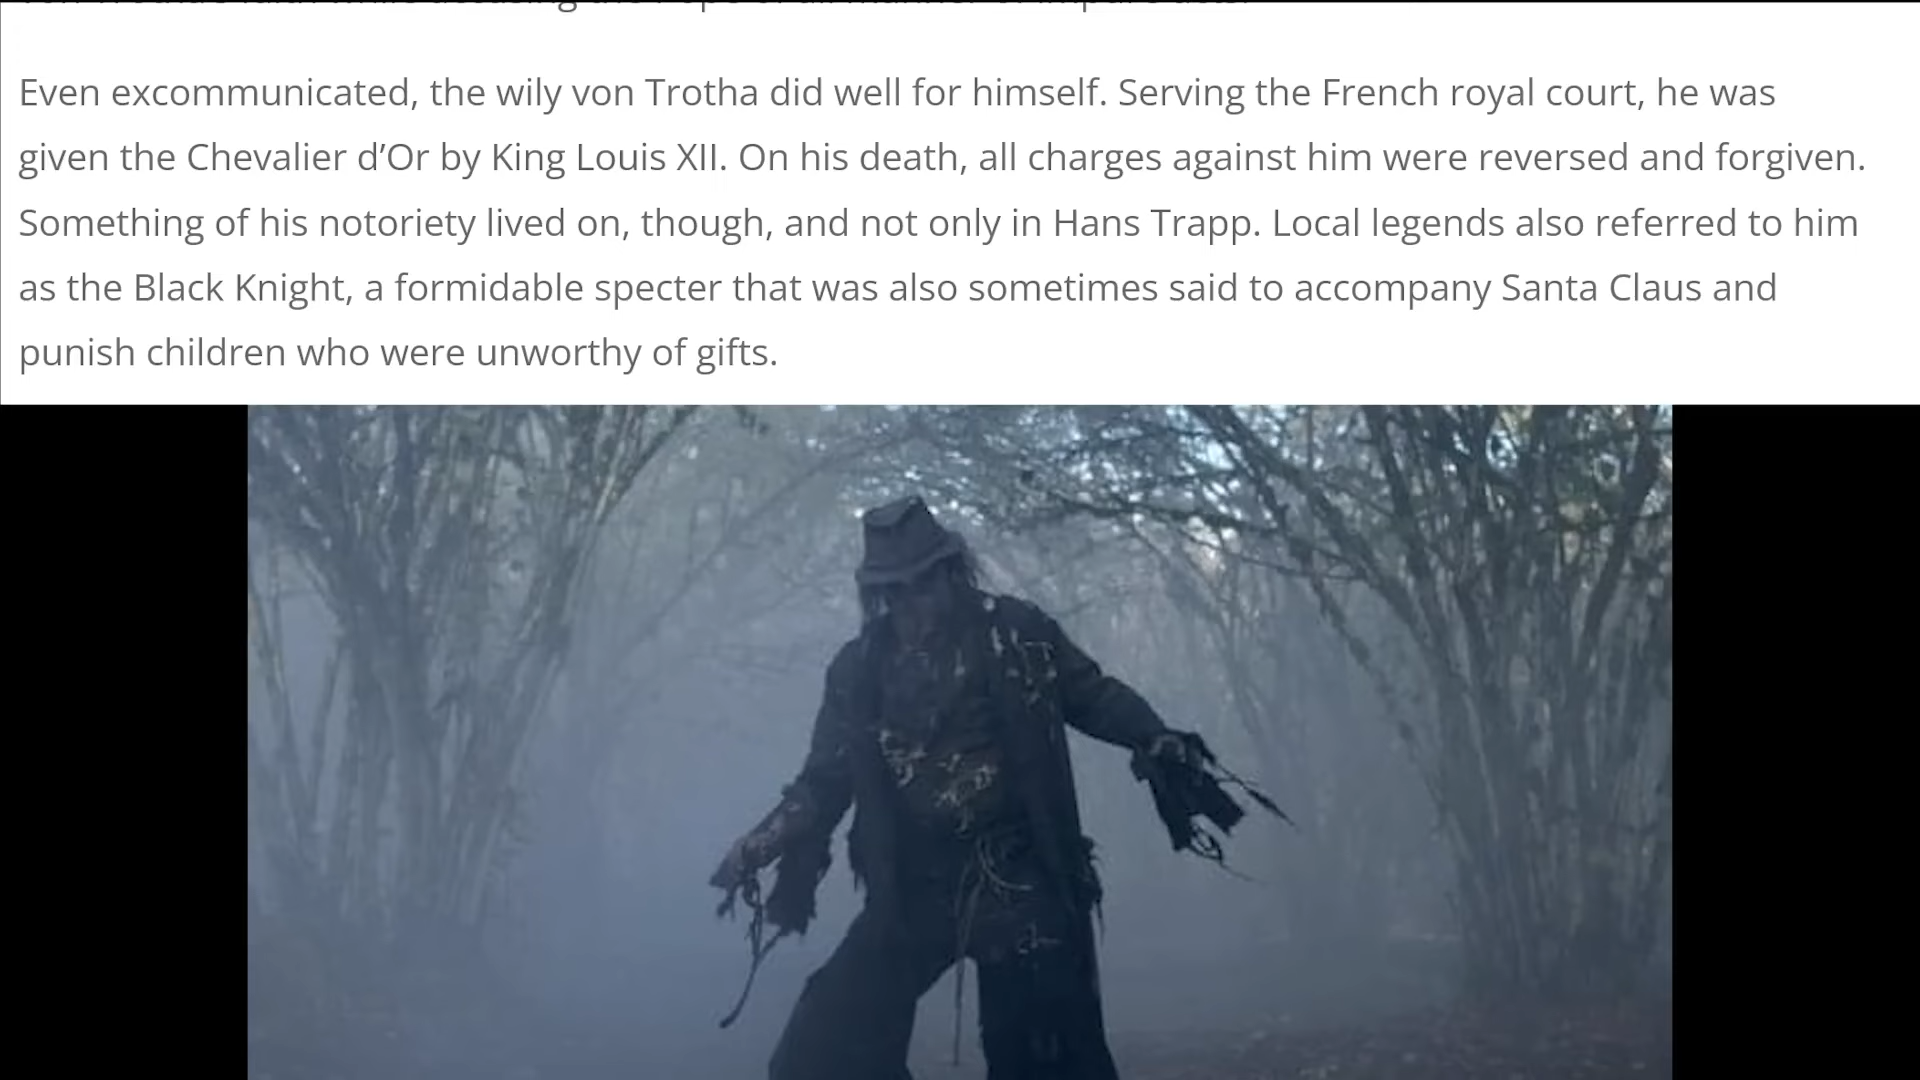 Even excommunicated, the wily von Trotha did well for himself. Serving the French royal court, he was
given the Chevalier d’Or by King Louis XII. On his death, all charges against him were reversed and forgiven.
Something of his notoriety lived on, though, and not only in Hans Trapp. Local legends also referred to him
as the Black Knight, a formidable specter that was also sometimes said to accompany Santa Claus and
punish children who were unworthy of gifts.